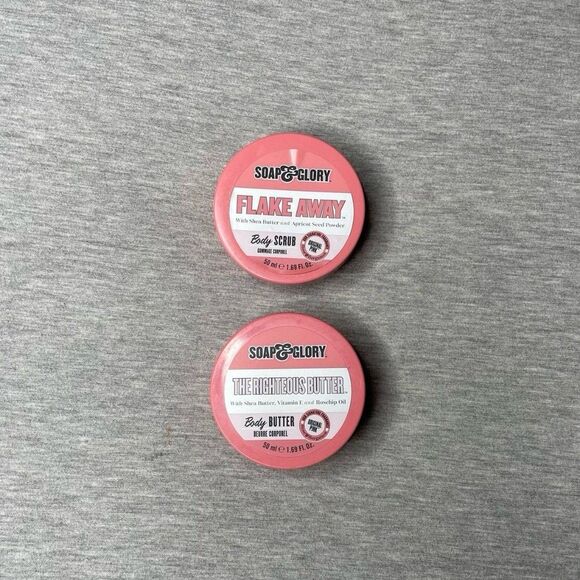 SOAP&GLORY
FLAKE AWAY™
With Shea Butter and Apricot Seed Powder
Body SCRUB
GOMMAGE CORPOREL
ORIGINAL
PINK
50 ml e 1.69 Fl. Oz.
SOAP&GLORY
THE RIGHTEOUS BUTTER™
With Shea Butter, Vitamin E and Rosehip Oil
Body BUTTER
BEURRE CORPOREL
ORIGINAL
PINK
50 ml e 1.69 Fl. Oz.